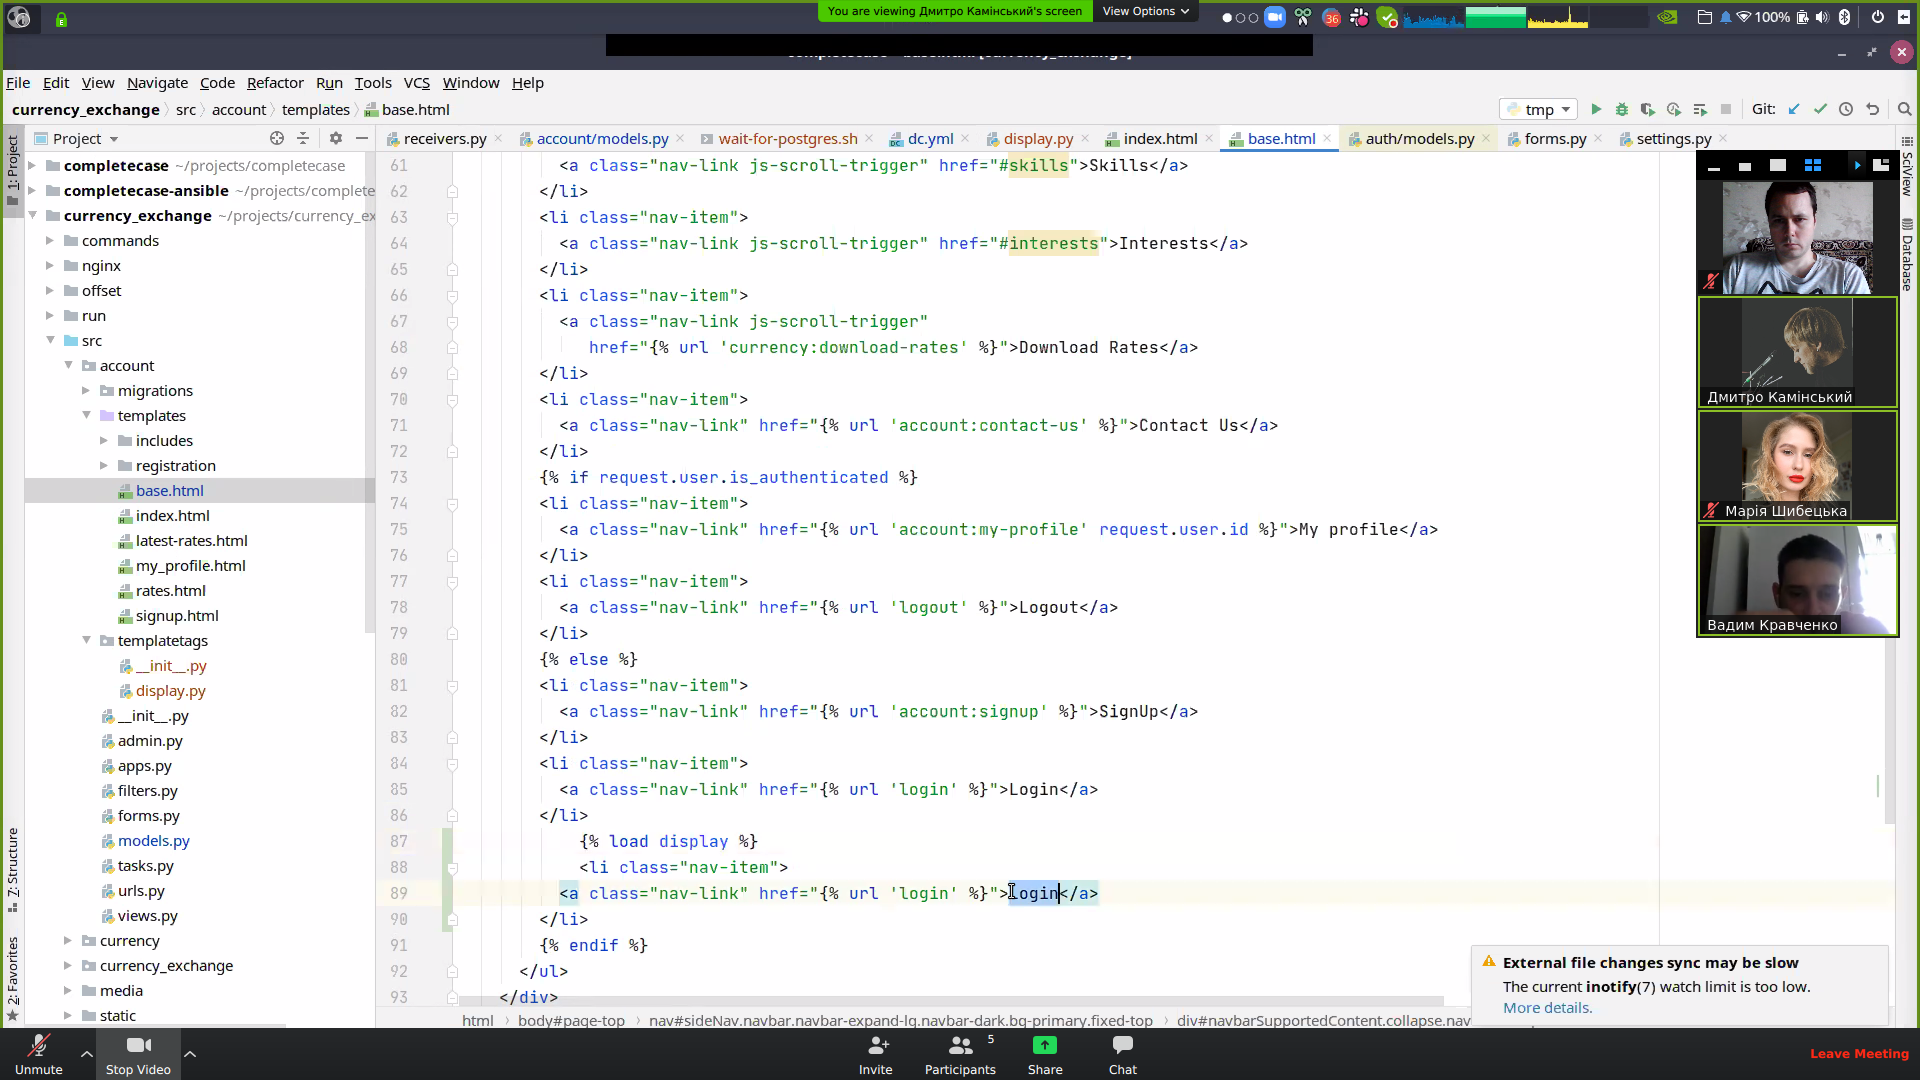 You are viewing Дмитро Камінський's screen
View Options
36
100%
File Edit View Navigate Code Refactor Run Tools VCS Window Help
currency_exchange src account templates base.html
tmp
Git:
Project
receivers.py
account/models.py
wait-for-postgres.sh
dc.yml
display.py
index.html
base.html
auth/models.py
forms.py
settings.py
1: Project
7: Structure
2: Favorites
SciView
Database
completecase ~/projects/completecase
completecase-ansible ~/projects/complete
currency_exchange ~/projects/currency_ex
commands
nginx
offset
run
src
account
migrations
templates
includes
registration
base.html
index.html
latest-rates.html
my_profile.html
rates.html
signup.html
templatetags
__init__.py
display.py
__init__.py
admin.py
apps.py
filters.py
forms.py
models.py
tasks.py
urls.py
views.py
currency
currency_exchange
media
static
61 <a class="nav-link js-scroll-trigger" href="#skills">Skills</a>
62 </li>
63 <li class="nav-item">
64 <a class="nav-link js-scroll-trigger" href="#interests">Interests</a>
65 </li>
66 <li class="nav-item">
67 <a class="nav-link js-scroll-trigger"
68 href="{% url 'currency:download-rates' %}">Download Rates</a>
69 </li>
70 <li class="nav-item">
71 <a class="nav-link" href="{% url 'account:contact-us' %}">Contact Us</a>
72 </li>
73 {% if request.user.is_authenticated %}
74 <li class="nav-item">
75 <a class="nav-link" href="{% url 'account:my-profile' request.user.id %}">My profile</a>
76 </li>
77 <li class="nav-item">
78 <a class="nav-link" href="{% url 'logout' %}">Logout</a>
79 </li>
80 {% else %}
81 <li class="nav-item">
82 <a class="nav-link" href="{% url 'account:signup' %}">SignUp</a>
83 </li>
84 <li class="nav-item">
85 <a class="nav-link" href="{% url 'login' %}">Login</a>
86 </li>
87 {% load display %}
88 <li class="nav-item">
89 <a class="nav-link" href="{% url 'login' %}">Login</a>
90 </li>
91 {% endif %}
92 </ul>
93 </div>
html body#page-top nav#sideNav.navbar.navbar-expand-lg.navbar-dark.bg-primary.fixed-top div#navbarSupportedContent.collapse.nav
Дмитро Камінський
Марія Шибецька
Вадим Кравченко
External file changes sync may be slow
The current inotify(7) watch limit is too low.
More details.
Unmute
Stop Video
Invite
Participants 5
Share
Chat
Leave Meeting